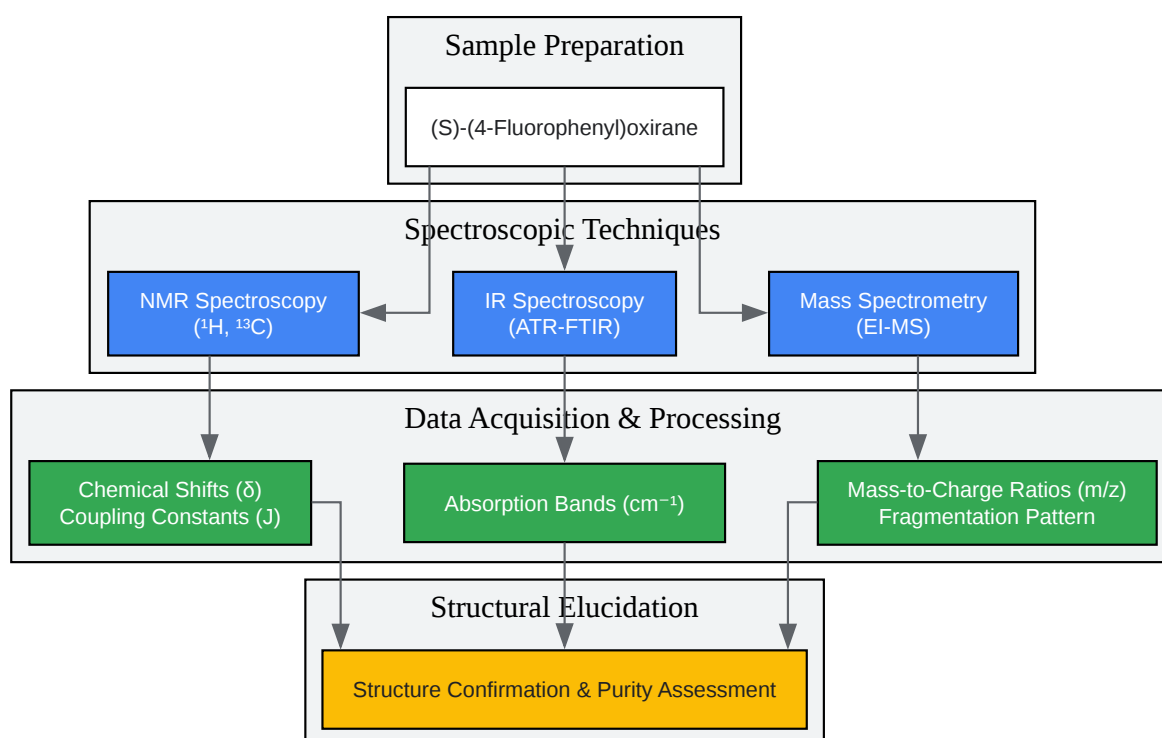 Sample Preparation
(S)-(4-Fluorophenyl)oxirane
Spectroscopic Techniques
NMR Spectroscopy
(¹H, ¹³C)
IR Spectroscopy
(ATR-FTIR)
Mass Spectrometry
(EI-MS)
Data Acquisition & Processing
Chemical Shifts (δ)
Coupling Constants (J)
Absorption Bands (cm⁻¹)
Mass-to-Charge Ratios (m/z)
Fragmentation Pattern
Structural Elucidation
Structure Confirmation & Purity Assessment